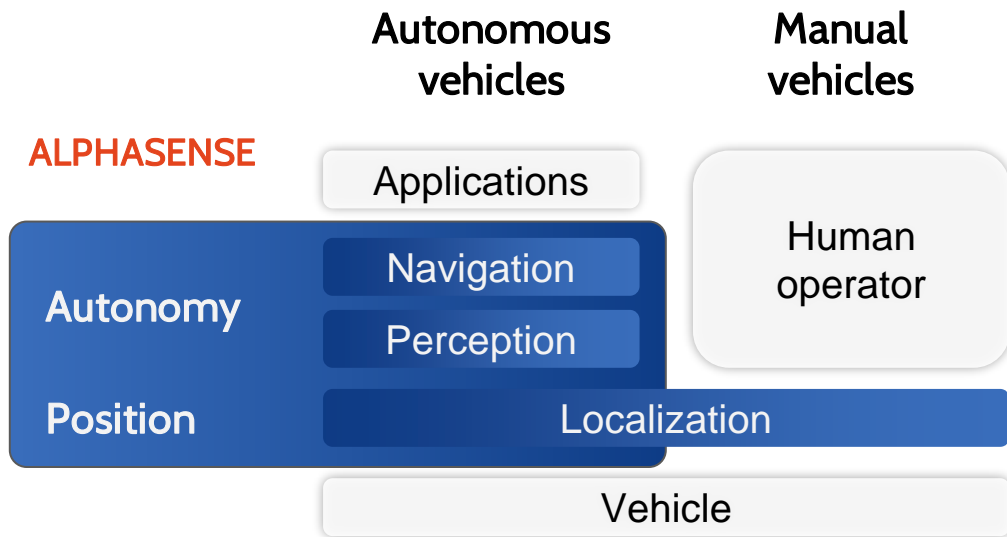 Autonomous
vehicles
Manual
vehicles
ALPHASENSE
Applications
Human
operator
Autonomy
Navigation
Perception
Position
Localization
Vehicle